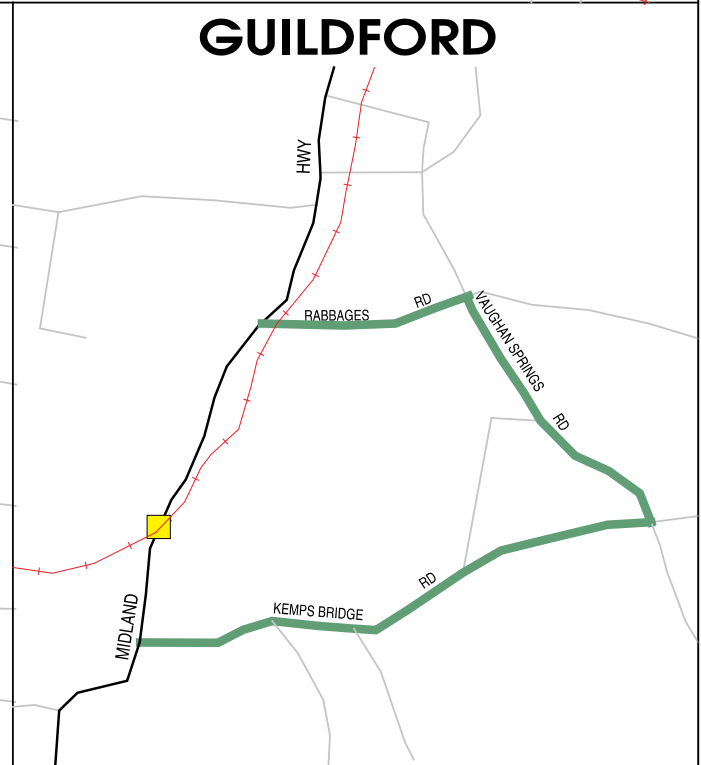 GUILDFORD
HWY
RABBAGES RD
VAUGHAN SPRINGS RD
KEMPS BRIDGE RD
MIDLAND